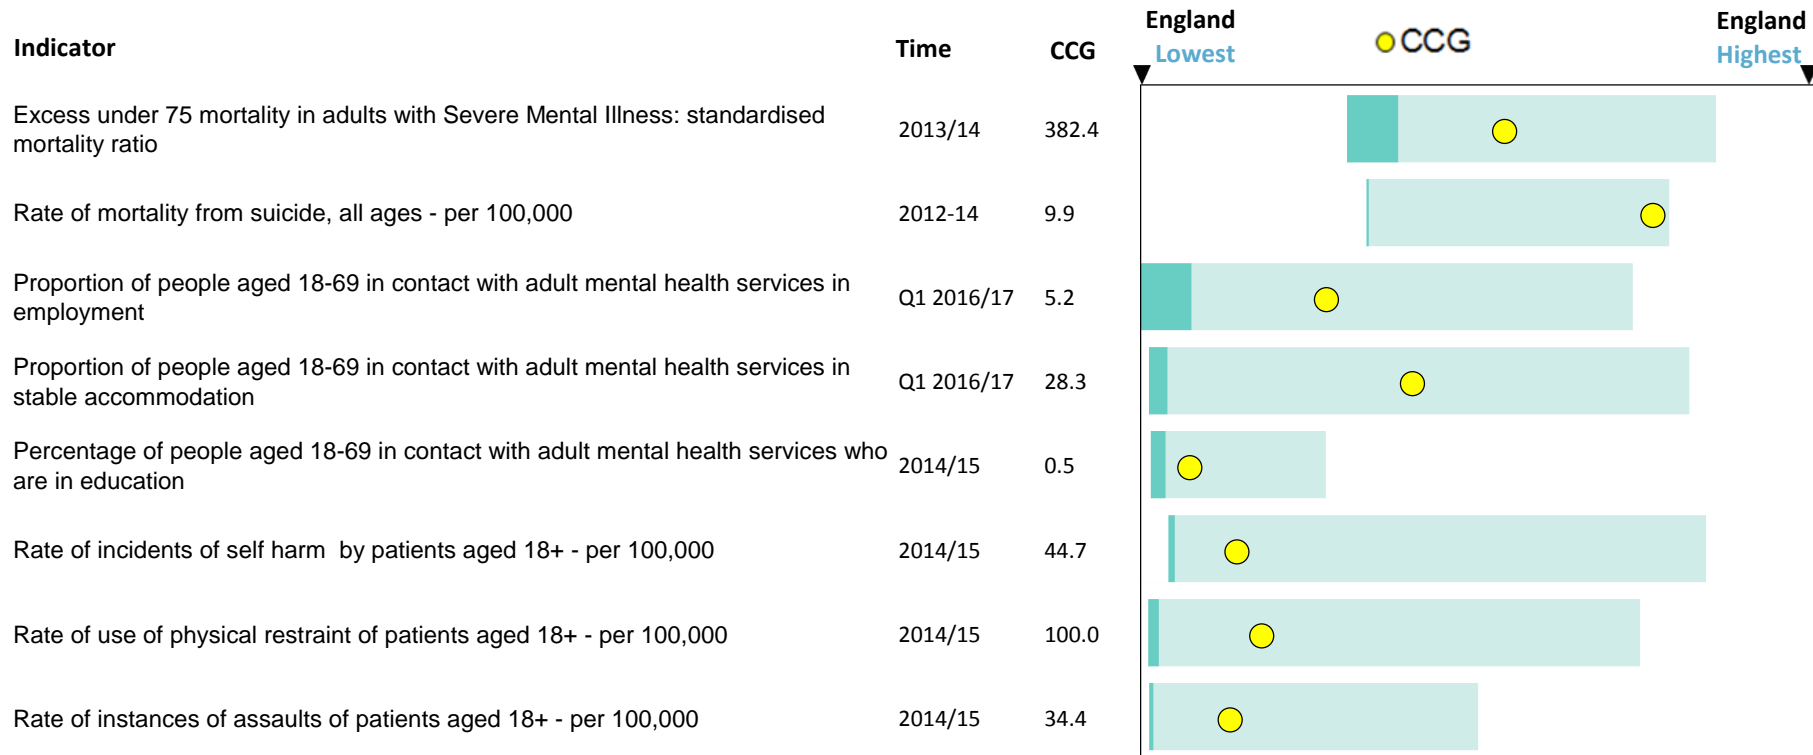 Indicator Time CCG England Lowest CCG England Highest
Excess under 75 mortality in adults with Severe Mental Illness: standardised
mortality ratio 2013/14 382.4
Rate of mortality from suicide, all ages - per 100,000 2012-14 9.9
Proportion of people aged 18-69 in contact with adult mental health services in
employment Q1 2016/17 5.2
Proportion of people aged 18-69 in contact with adult mental health services in
stable accommodation Q1 2016/17 28.3
Percentage of people aged 18-69 in contact with adult mental health services who
are in education 2014/15 0.5
Rate of incidents of self harm  by patients aged 18+ - per 100,000 2014/15 44.7
Rate of use of physical restraint of patients aged 18+ - per 100,000 2014/15 100.0
Rate of instances of assaults of patients aged 18+ - per 100,000 2014/15 34.4